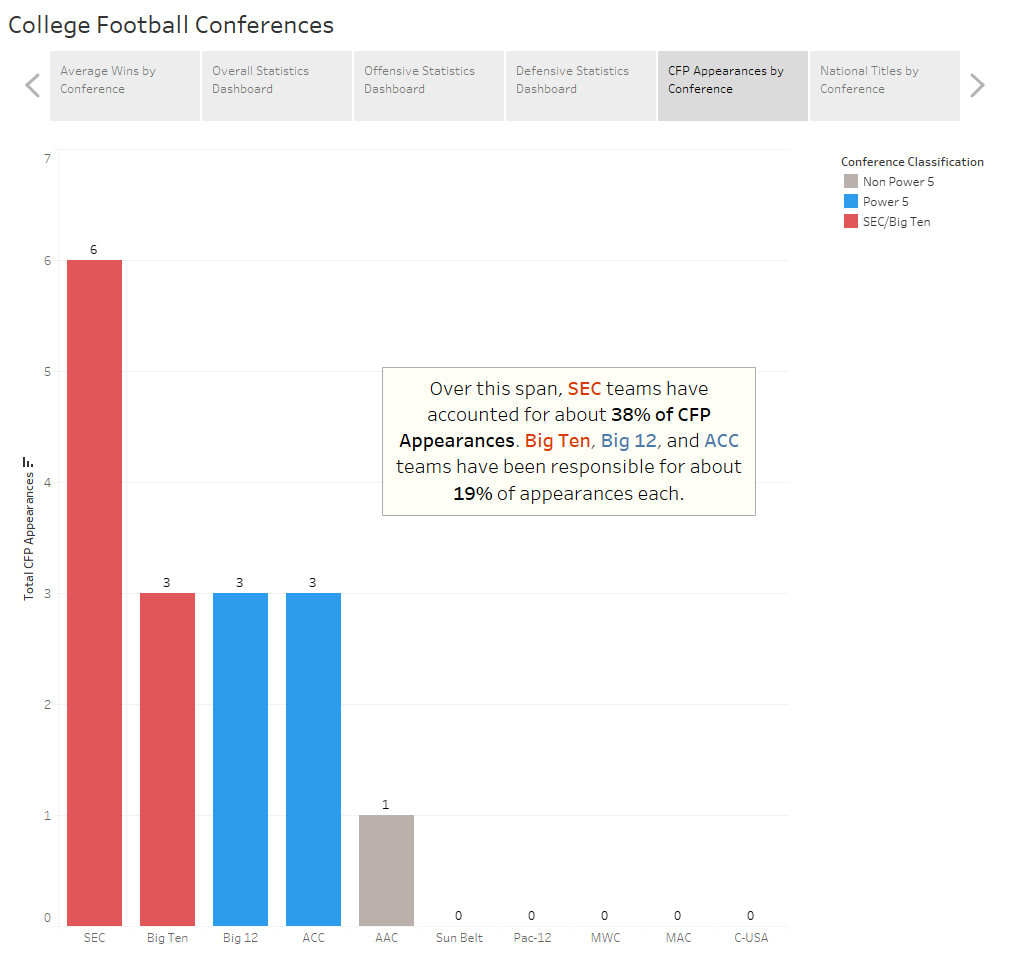 College Football Conferences
Average Wins by
Conference
Overall Statistics
Dashboard
Offensive Statistics
Dashboard
Defensive Statistics
Dashboard
CFP Appearances by
Conference
National Titles by
Conference
Conference Classification
Non Power 5
Power 5
SEC/Big Ten
Total CFP Appearances
7
6
5
4
3
2
1
0
6
3
3
3
1
0
0
0
0
0
Over this span, SEC teams have
accounted for about 38% of CFP
Appearances. Big Ten, Big 12, and ACC
teams have been responsible for about
19% of appearances each.
SEC
Big Ten
Big 12
ACC
AAC
Sun Belt
Pac-12
MWC
MAC
C-USA